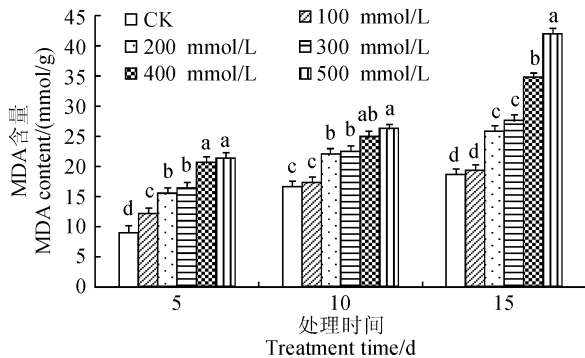 CK
100 mmol/L
200 mmol/L
300 mmol/L
400 mmol/L
500 mmol/L
MDA含量
MDA content/(mmol/g)
45
40
35
30
25
20
15
10
5
0
d c b b a a
c c b b ab a
d d c c b a
5 10 15
处理时间
Treatment time/d